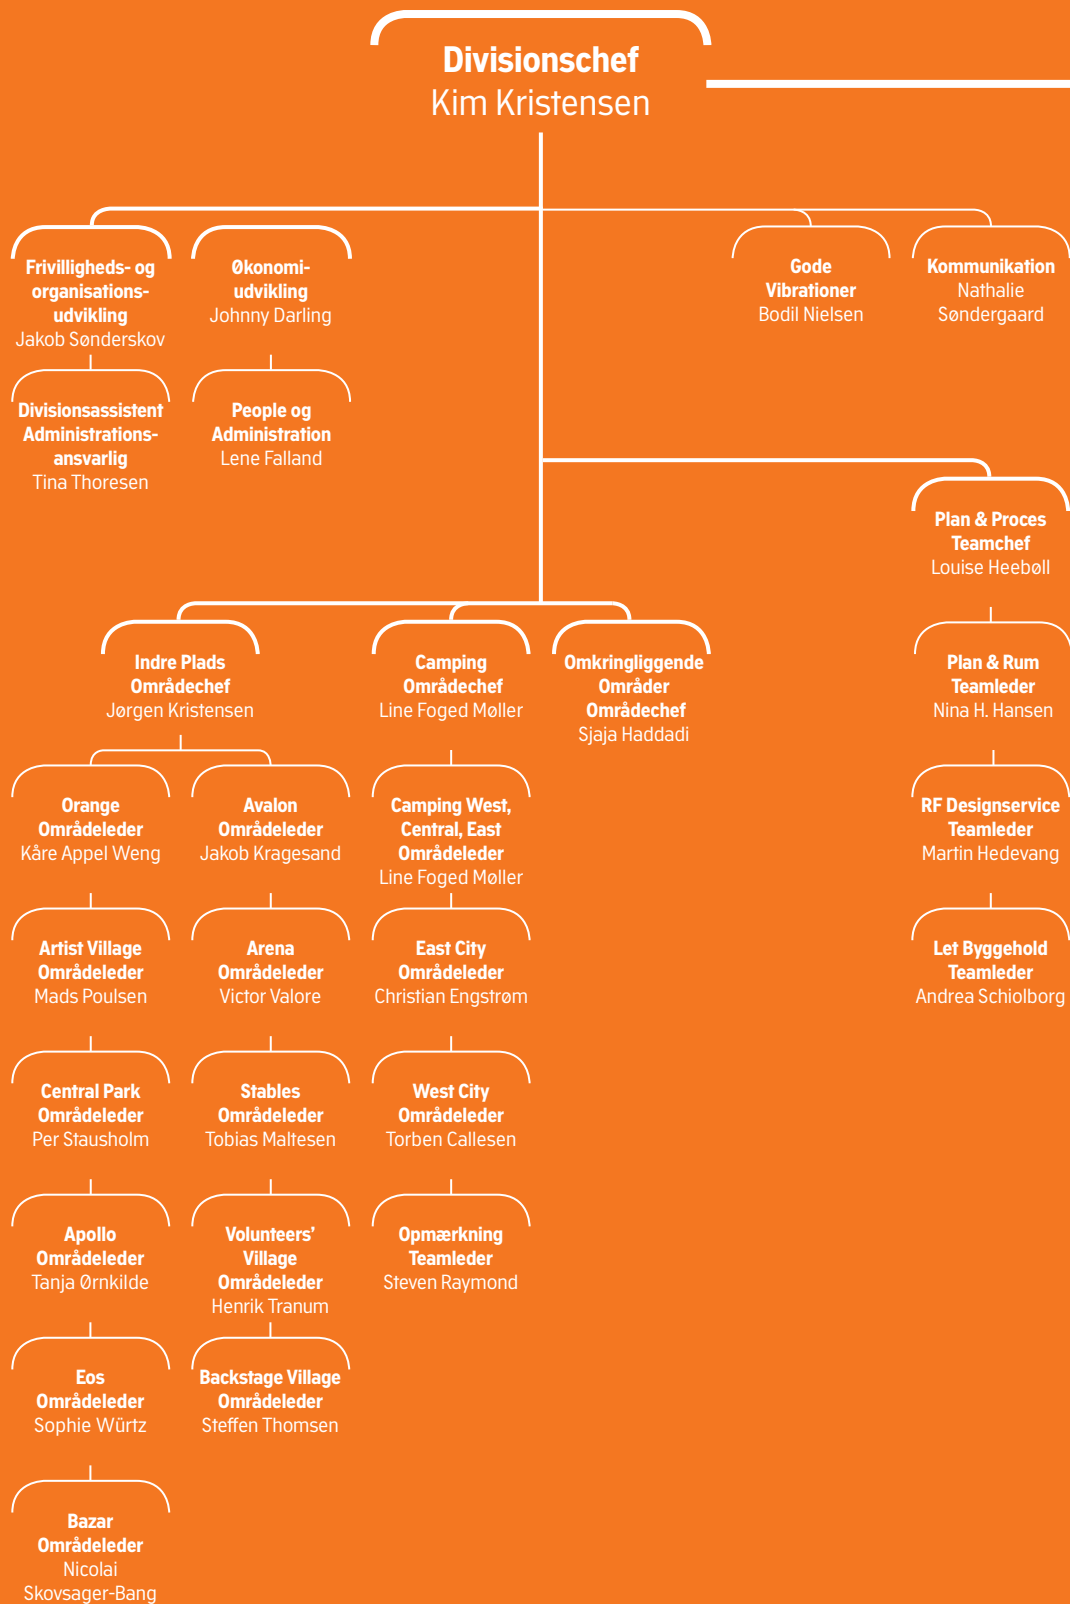 Divisionschef
Kim Kristensen
Frivilligheds- og
organisations-
udvikling
Jakob Sønderskov
Økonomi-
udvikling
Johnny Darling
Gode
Vibrationer
Bodil Nielsen
Kommunikation
Nathalie
Søndergaard
Divisionsassistent
Administrations-
ansvarlig
Tina Thoresen
People og
Administration
Lene Falland
Plan & Proces
Teamchef
Louise Heebøll
Indre Plads
Områdechef
Jørgen Kristensen
Camping
Områdechef
Line Foged Møller
Omkringliggende
Områder
Områdechef
Sjaja Haddadi
Plan & Rum
Teamleder
Nina H. Hansen
Orange
Områdeleder
Kåre Appel Weng
Avalon
Områdeleder
Jakob Kragesand
Camping West,
Central, East
Områdeleder
Line Foged Møller
RF Designservice
Teamleder
Martin Hedevang
Artist Village
Områdeleder
Mads Poulsen
Arena
Områdeleder
Victor Valore
East City
Områdeleder
Christian Engstrøm
Let Byggehold
Teamleder
Andrea Schiolborg
Central Park
Områdeleder
Per Stausholm
Stables
Områdeleder
Tobias Maltesen
West City
Områdeleder
Torben Callesen
Apollo
Områdeleder
Tanja Ørnkilde
Volunteers’
Village
Områdeleder
Henrik Tranum
Opmærkning
Teamleder
Steven Raymond
Eos
Områdeleder
Sophie Würtz
Backstage Village
Områdeleder
Steffen Thomsen
Bazar
Områdeleder
Nicolai
Skovsager-Bang